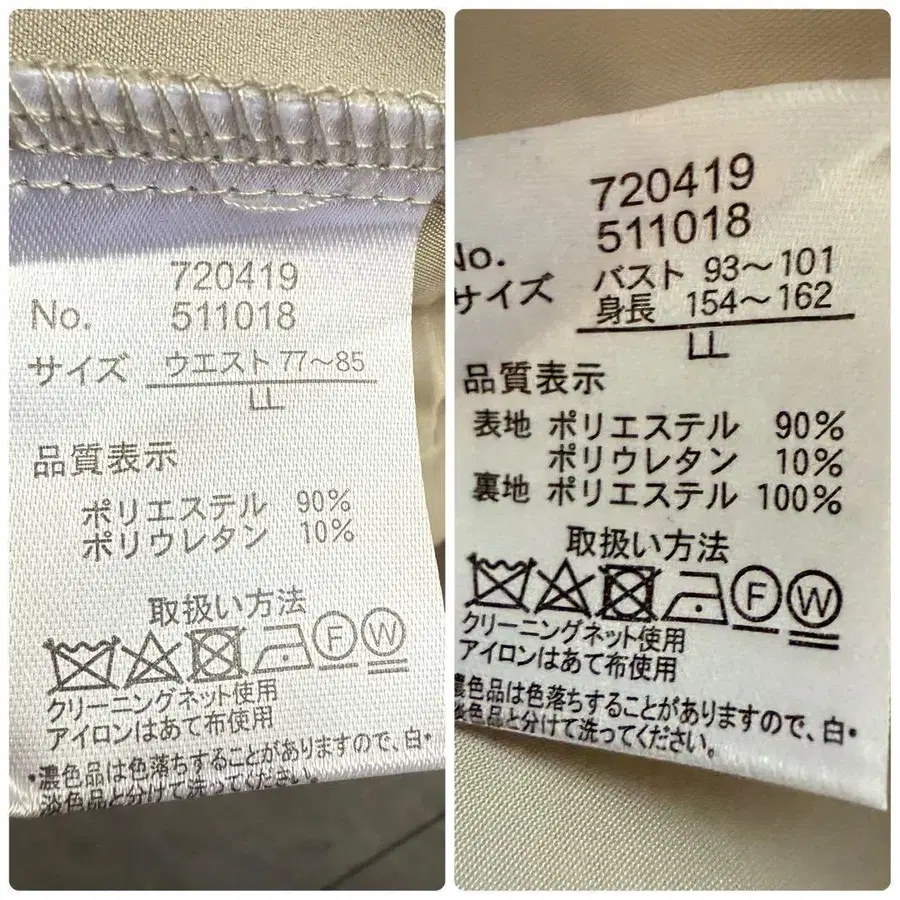 720419
No. 511018
サイズ ウエスト 77～85
LL
品質表示
ポリエステル 90%
ポリウレタン 10%
取扱い方法
F W
クリーニングネット使用
アイロンはあて布使用
・濃色品は色落ちすることがありますので、白・
淡色品と分けて洗ってください。
720419
No. 511018
サイズ バスト 93～101
身長 154～162
LL
品質表示
表地 ポリエステル 90%
ポリウレタン 10%
裏地 ポリエステル 100%
取扱い方法
F W
クリーニングネット使用
アイロンはあて布使用
濃色品は色落ちすることがありますので、白・
淡色品と分けて洗ってください。